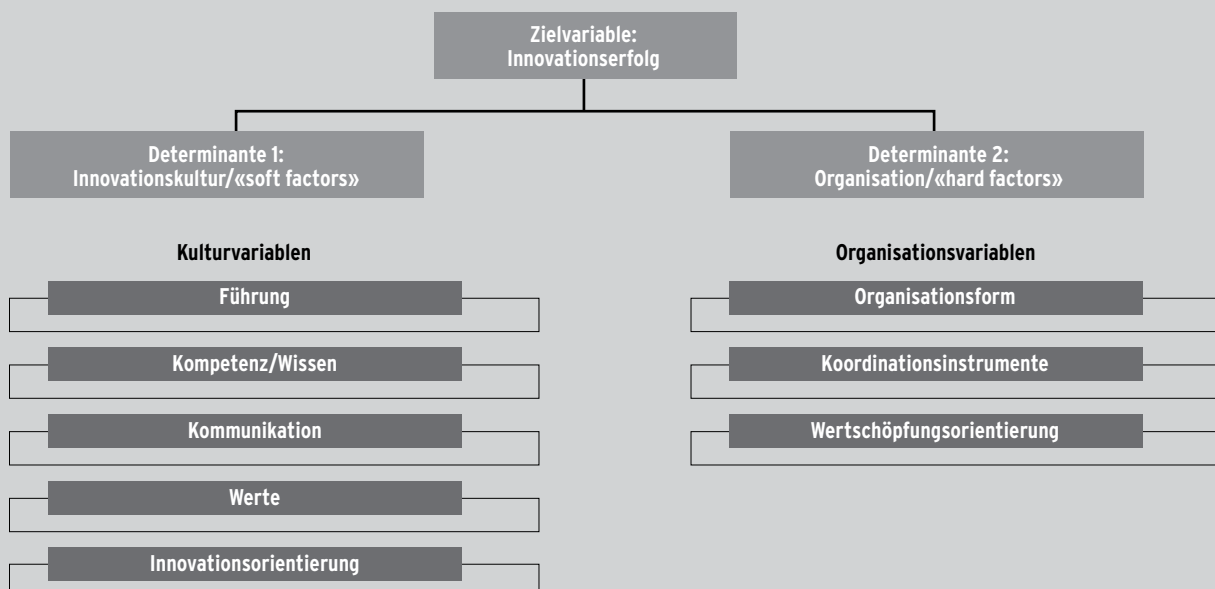 Zielvariable:
Innovationserfolg
Determinante 1:
Innovationskultur/«soft factors»
Determinante 2:
Organisation/«hard factors»
Kulturvariablen
Führung
Kompetenz/Wissen
Kommunikation
Werte
Innovationsorientierung
Organisationsvariablen
Organisationsform
Koordinationsinstrumente
Wertschöpfungsorientierung